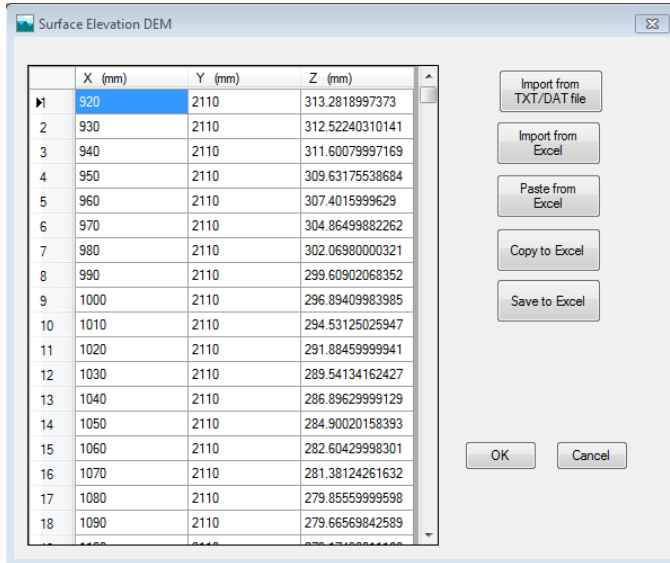 Surface Elevation DEM
X (mm) Y (mm) Z (mm)
1 920 2110 313.2818997373
2 930 2110 312.52240310141
3 940 2110 311.60079997169
4 950 2110 309.63175538684
5 960 2110 307.4015999629
6 970 2110 304.86499882262
7 980 2110 302.06980000321
8 990 2110 299.60902068352
9 1000 2110 296.89409983985
10 1010 2110 294.53125025947
11 1020 2110 291.88459999941
12 1030 2110 289.54134162427
13 1040 2110 286.89629999129
14 1050 2110 284.90020158393
15 1060 2110 282.60429998301
16 1070 2110 281.38124261632
17 1080 2110 279.85559999598
18 1090 2110 279.66569842589
Import from
TXT/DAT file
Import from
Excel
Paste from
Excel
Copy to Excel
Save to Excel
OK Cancel